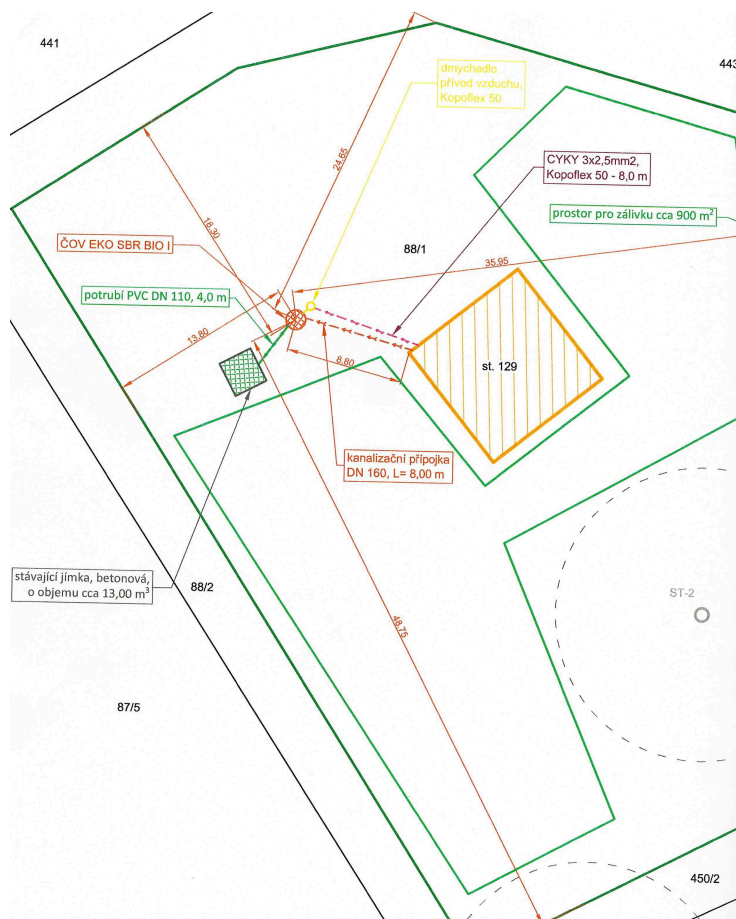 441
443
dmychadlo
přívod vzduchu,
Kopoflex 50
24.65
CYKY 3x2,5mm2,
Kopoflex 50 - 8,0 m
prostor pro zálivku cca 900 m²
18.30
ČOV EKO SBR BIO I
88/1
35.95
potrubí PVC DN 110, 4,0 m
13.80
8.80
st. 129
kanalizační přípojka
DN 160, L= 8,00 m
stávající jímka, betonová,
o objemu cca 13,00 m³
88/2
ST-2
48.75
87/5
450/2